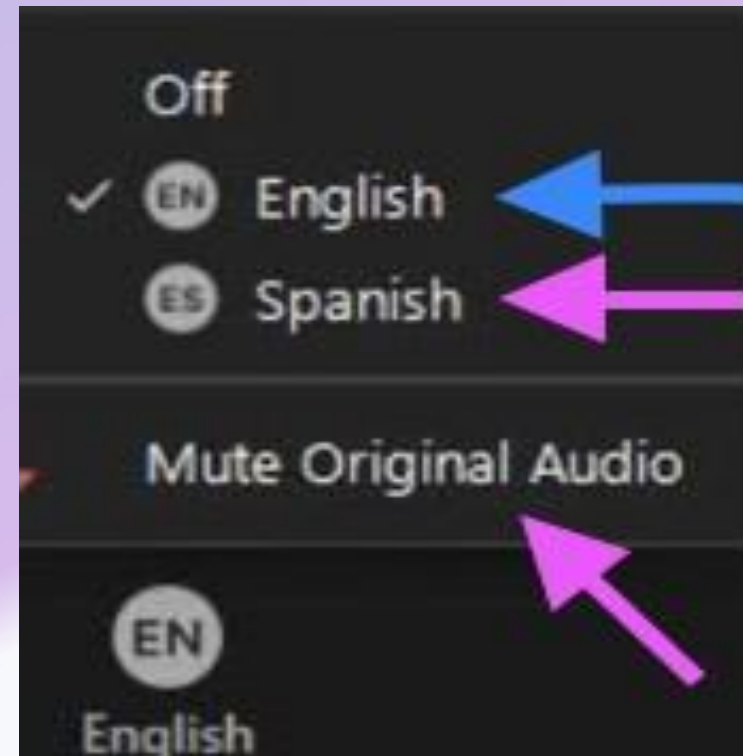 Off
EN English
ES Spanish
Mute Original Audio
EN
English